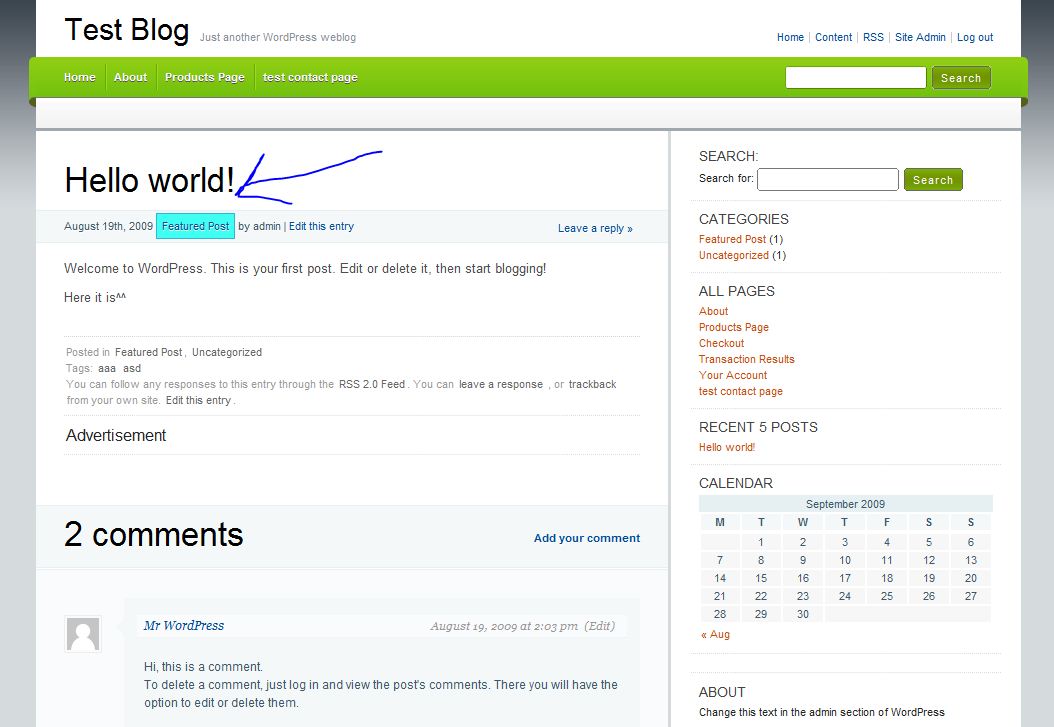 Test Blog Just another WordPress weblog
Home | Content | RSS | Site Admin | Log out
Home About Products Page test contact page Search
Hello world!
August 19th, 2009 Featured Post by admin | Edit this entry Leave a reply »
Welcome to WordPress. This is your first post. Edit or delete it, then start blogging!
Here it is^^
Posted in Featured Post, Uncategorized
Tags: aaa asd
You can follow any responses to this entry through the RSS 2.0 Feed. You can leave a response , or trackback
from your own site. Edit this entry.
Advertisement
2 comments Add your comment
Mr WordPress August 19, 2009 at 2:03 pm (Edit)
Hi, this is a comment.
To delete a comment, just log in and view the post's comments. There you will have the
option to edit or delete them.
SEARCH:
Search for: Search
CATEGORIES
Featured Post (1)
Uncategorized (1)
ALL PAGES
About
Products Page
Checkout
Transaction Results
Your Account
test contact page
RECENT 5 POSTS
Hello world!
CALENDAR
September 2009
M T W T F S S
1 2 3 4 5 6
7 8 9 10 11 12 13
14 15 16 17 18 19 20
21 22 23 24 25 26 27
28 29 30
« Aug
ABOUT
Change this text in the admin section of WordPress